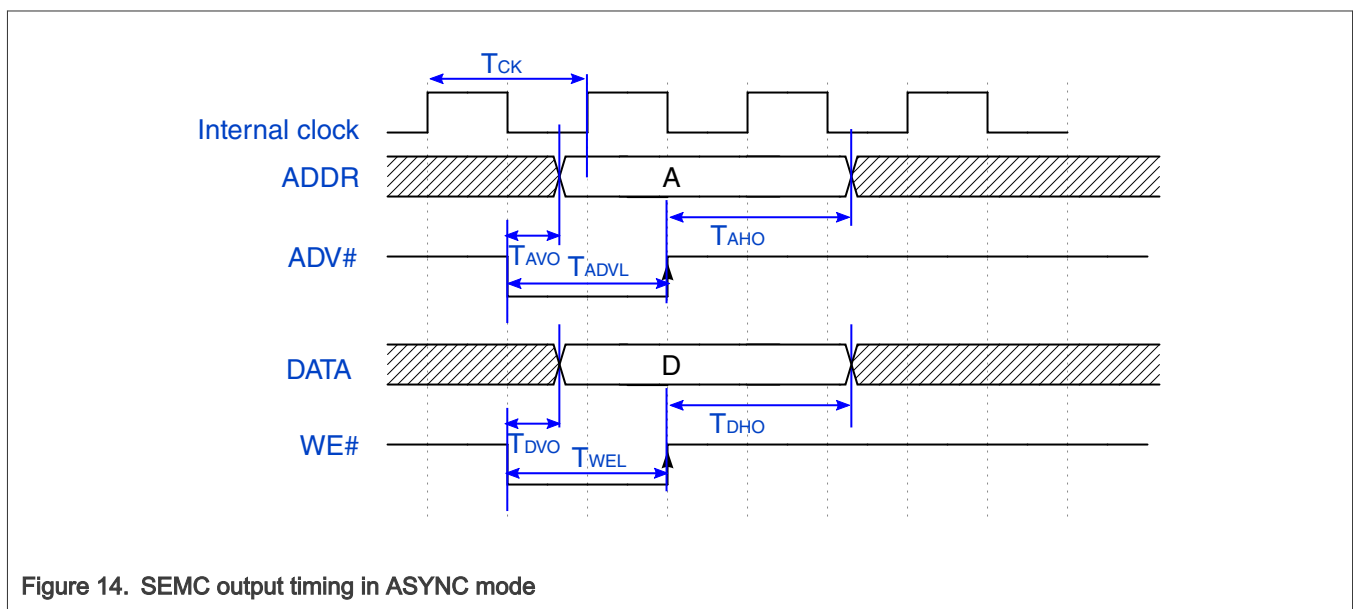 TCK
Internal clock
ADDR
A
TAHO
ADV#
TAVO
TADVL
DATA
D
TDHO
WE#
TDVO
TWEL
Figure 14. SEMC output timing in ASYNC mode